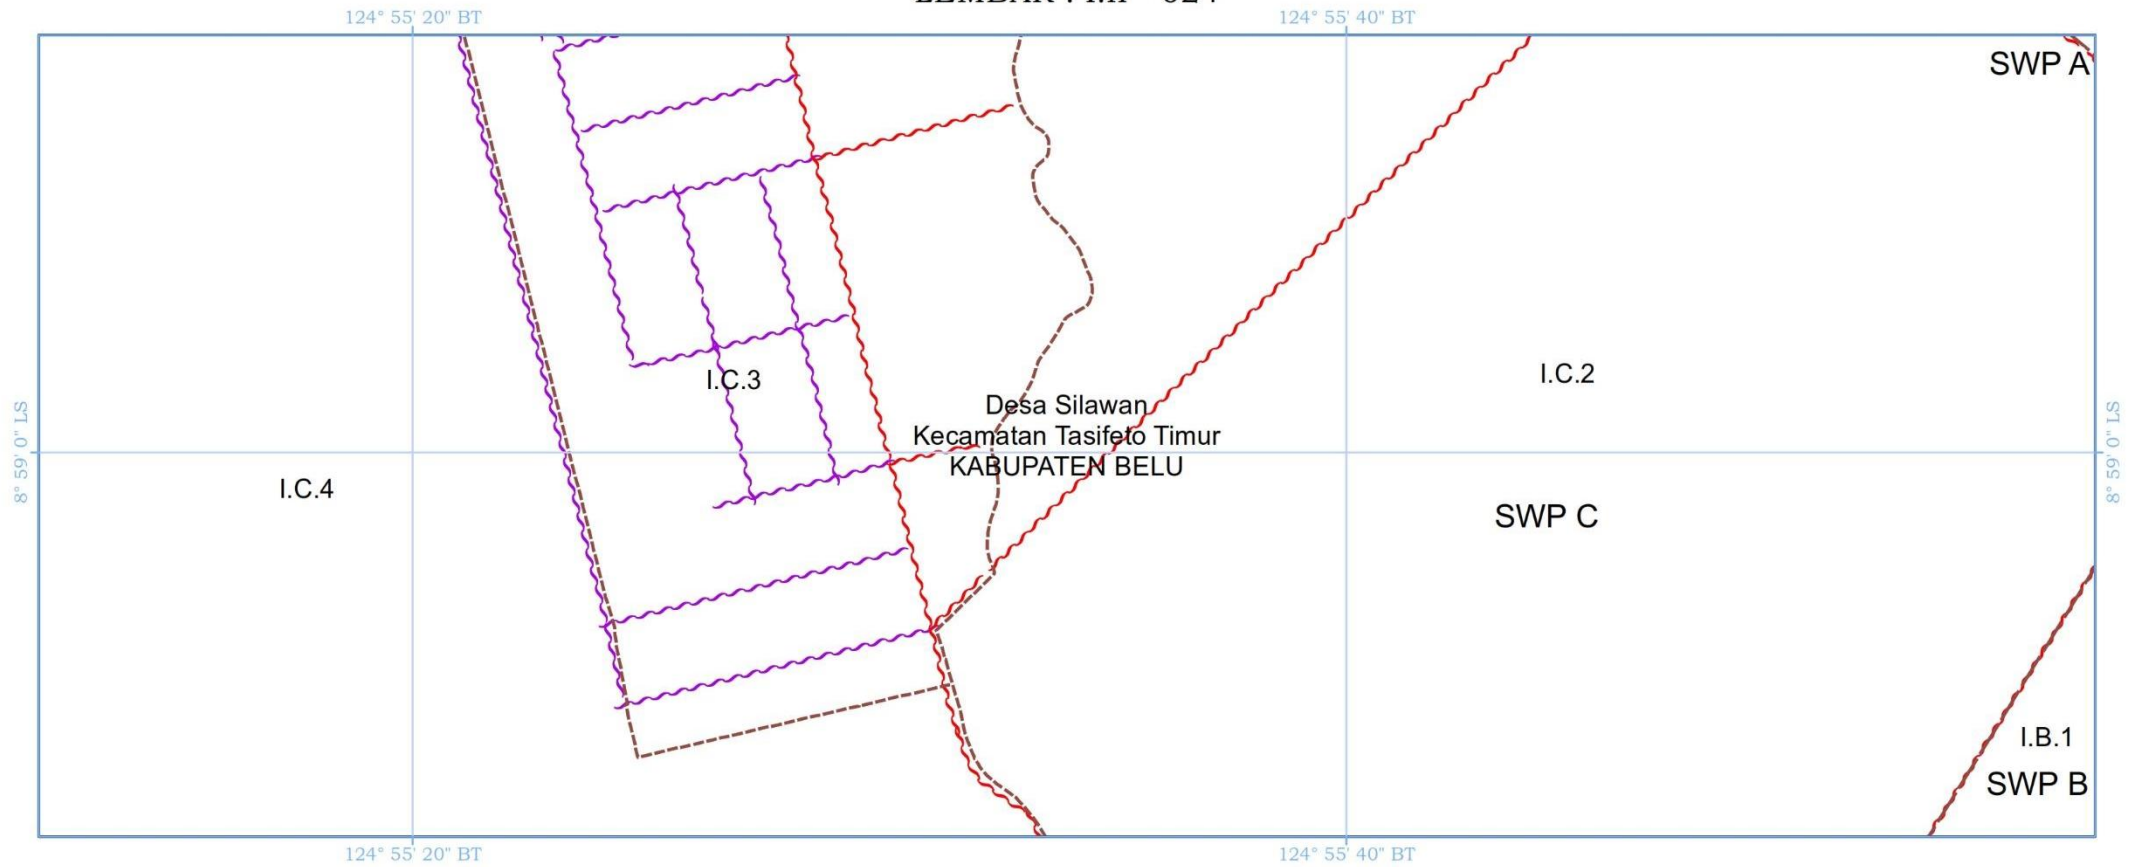 124° 55' 20" BT
124° 55' 40" BT
SWP A
I.C.2
I.C.3
Desa Silawan
Kecamatan Tasifeto Timur
KABUPATEN BELU
8° 59' 0" LS
8° 59' 0" LS
I.C.4
SWP C
I.B.1
SWP B
124° 55' 20" BT
124° 55' 40" BT